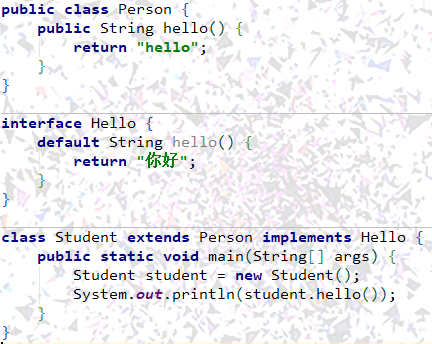 public class Person {
    public String hello() {
        return "hello";
    }
}
interface Hello {
    default String hello() {
        return "你好";
    }
}
class Student extends Person implements Hello {
    public static void main(String[] args) {
        Student student = new Student();
        System.out.println(student.hello());
    }
}